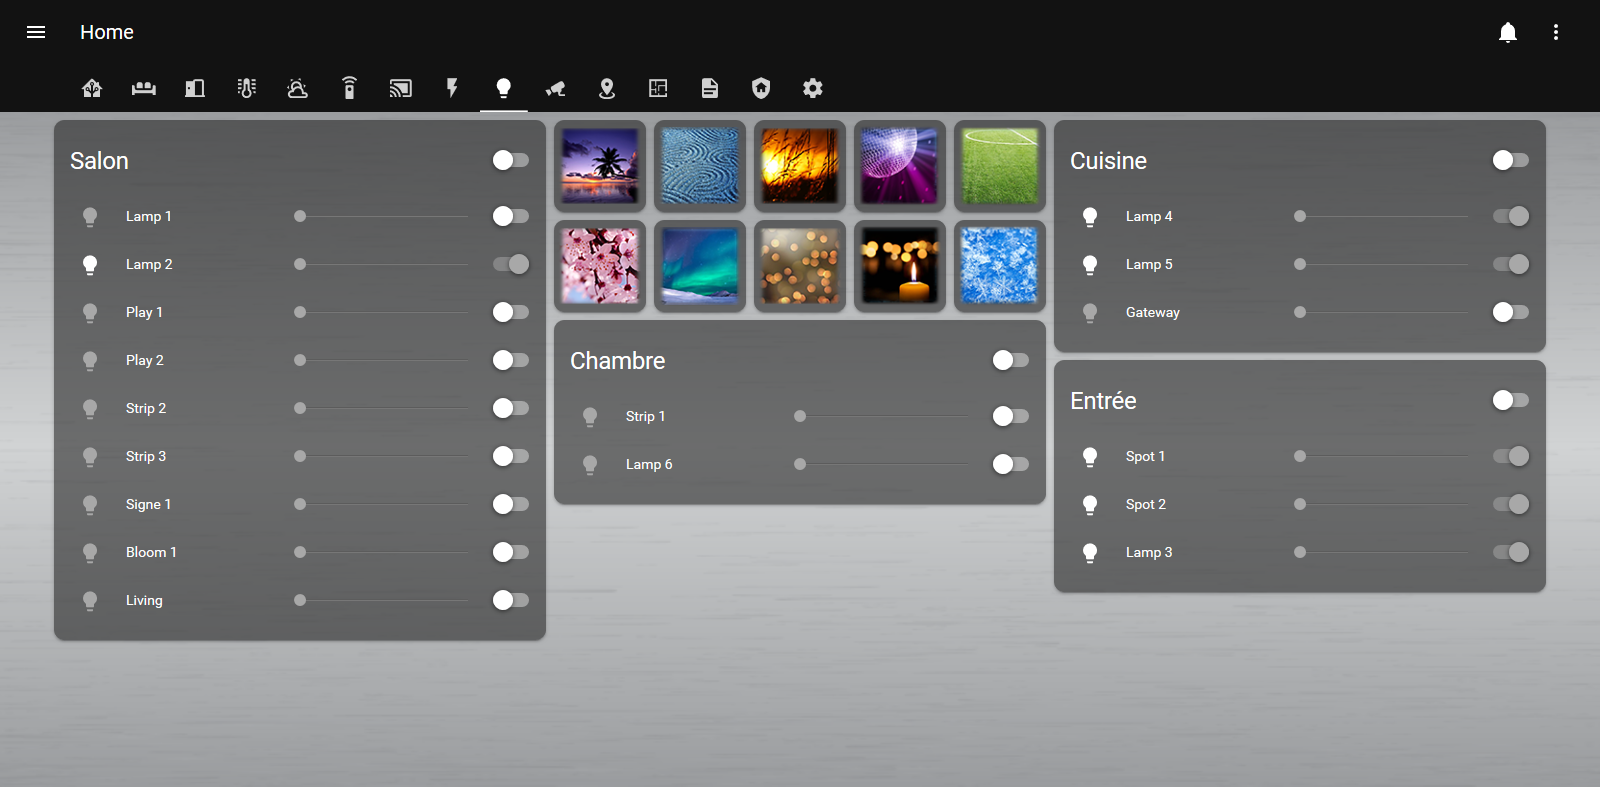 Home
Salon
Lamp 1
Lamp 2
Play 1
Play 2
Strip 2
Strip 3
Signe 1
Bloom 1
Living
Chambre
Strip 1
Lamp 6
Cuisine
Lamp 4
Lamp 5
Gateway
Entrée
Spot 1
Spot 2
Lamp 3